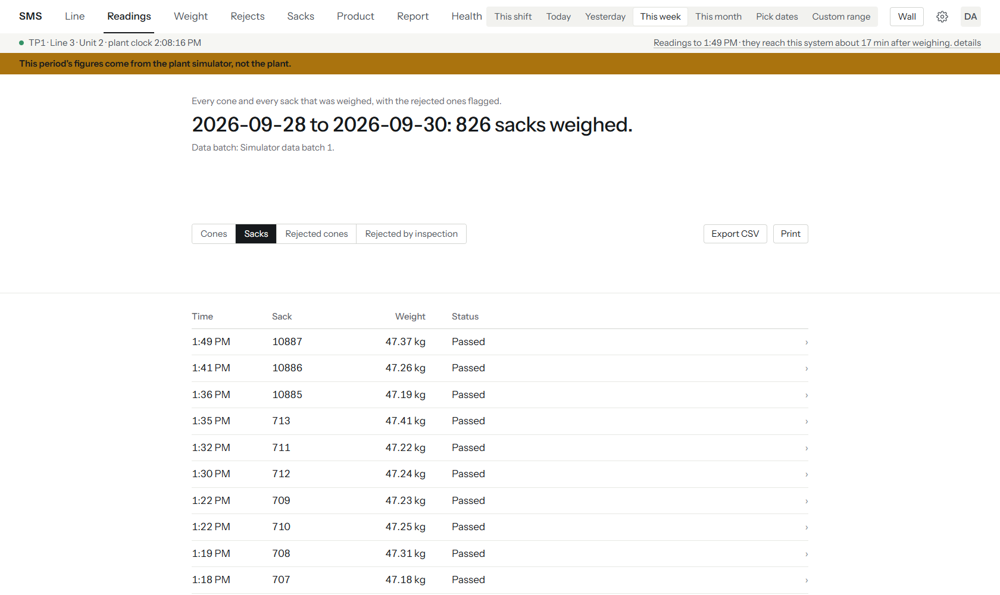 SMS Line Readings Weight Rejects Sacks Product Report Health This shift Today Yesterday This week This month Pick dates Custom range Wall DA
TP1 · Line 3 · Unit 2 · plant clock 2:08:16 PM Readings to 1:49 PM · they reach this system about 17 min after weighing. details
This period's figures come from the plant simulator, not the plant.
Every cone and every sack that was weighed, with the rejected ones flagged.
2026-09-28 to 2026-09-30: 826 sacks weighed.
Data batch: Simulator data batch 1.
Cones Sacks Rejected cones Rejected by inspection Export CSV Print
Time Sack Weight Status
1:49 PM 10887 47.37 kg Passed ›
1:41 PM 10886 47.26 kg Passed ›
1:36 PM 10885 47.19 kg Passed ›
1:35 PM 713 47.41 kg Passed ›
1:32 PM 711 47.22 kg Passed ›
1:30 PM 712 47.24 kg Passed ›
1:22 PM 709 47.23 kg Passed ›
1:22 PM 710 47.25 kg Passed ›
1:19 PM 708 47.31 kg Passed ›
1:18 PM 707 47.18 kg Passed ›